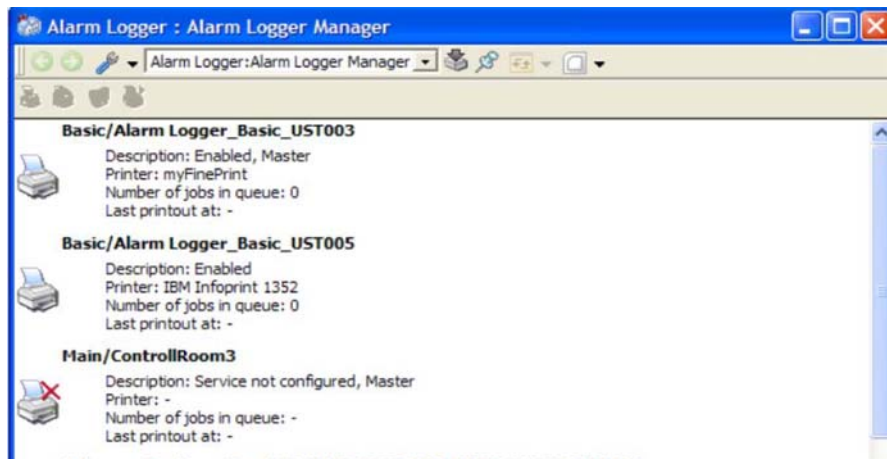 Alarm Logger : Alarm Logger Manager
Alarm Logger:Alarm Logger Manager
Basic/Alarm Logger_Basic_UST003
Description: Enabled, Master
Printer: myFinePrint
Number of jobs in queue: 0
Last printout at: -
Basic/Alarm Logger_Basic_UST005
Description: Enabled
Printer: IBM Infoprint 1352
Number of jobs in queue: 0
Last printout at: -
Main/ControllRoom3
Description: Service not configured, Master
Printer: -
Number of jobs in queue: -
Last printout at: -